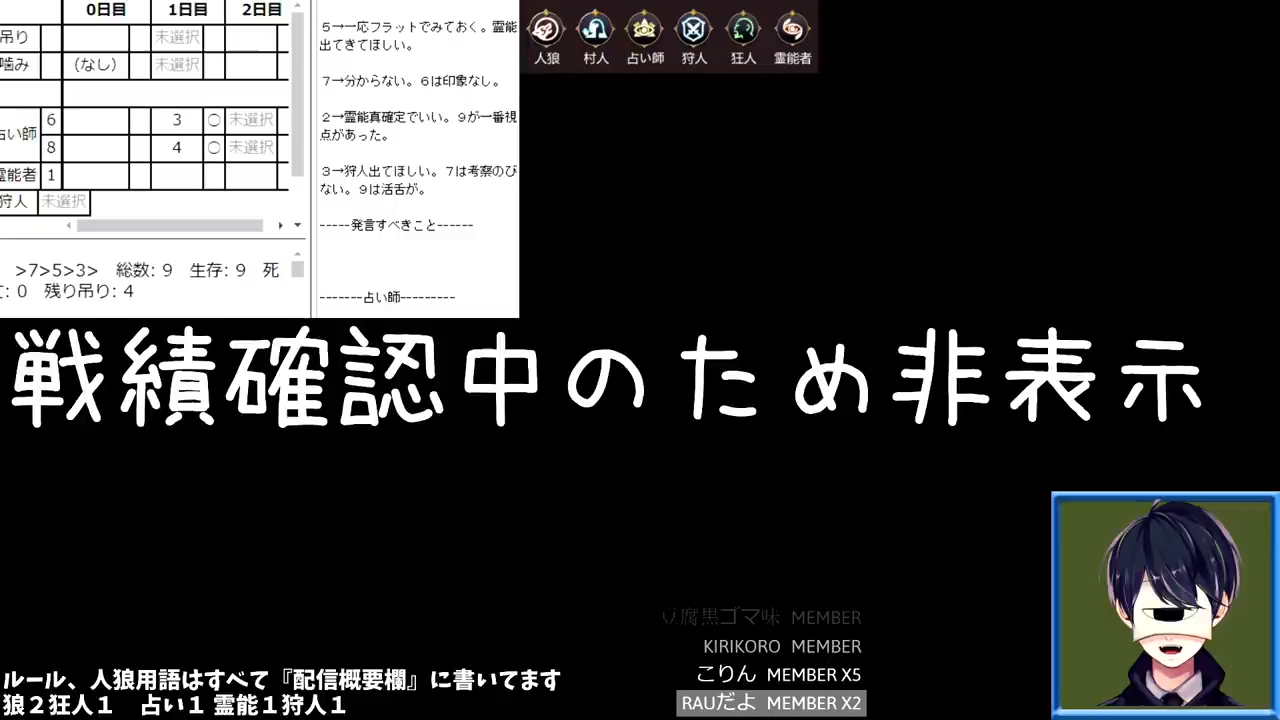 0日目 1日目 2日目
吊り 未選択
噛み (なし) 未選択
占い師 6 3 ○ 未選択
8 4 ○ 未選択
霊能者 1
狩人 未選択
>7>5>3> 総数: 9 生存: 9 死
亡: 0 残り吊り: 4
5→一応フラットでみておく。霊能
出てきてほしい。
7→分からない。6は印象なし。
2→霊能真確定でいい。9が一番視
点があった。
3→狩人出てほしい。7は考察のび
ない。9は活舌が。
-----発言すべきこと------
-------占い師---------
人狼 村人 占い師 狩人 狂人 霊能者
戦績確認中のため非表示
豆腐黒ゴマ味 MEMBER
KIRIKORO MEMBER
こりん MEMBER X5
RAUだよ MEMBER X2
ルール、人狼用語はすべて『配信概要欄』に書いてます
狼2狂人1 占い1 霊能1狩人1